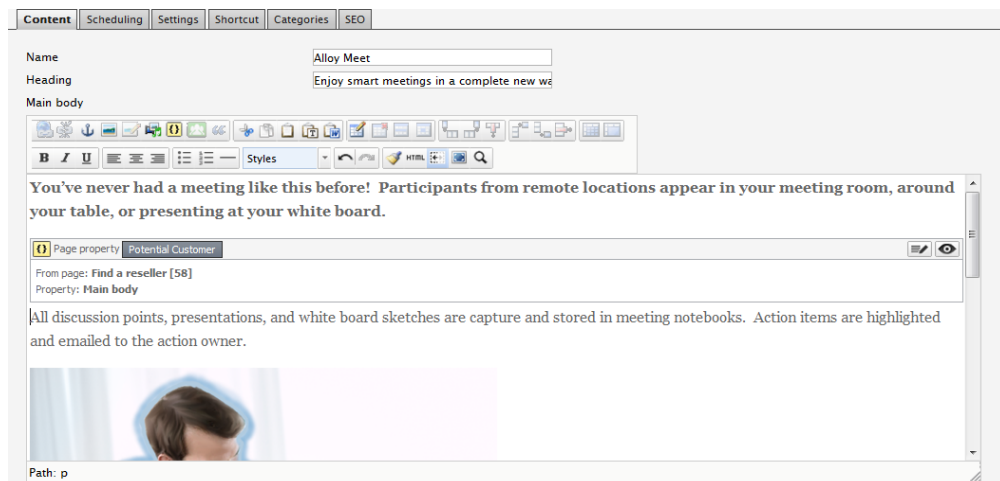 Content Scheduling Settings Shortcut Categories SEO
Name Alloy Meet
Heading Enjoy smart meetings in a complete new wa
Main body
B I U Styles HTML
You've never had a meeting like this before! Participants from remote locations appear in your meeting room, around
your table, or presenting at your white board.
{} Page property Potential Customer
From page: Find a reseller [58]
Property: Main body
All discussion points, presentations, and white board sketches are capture and stored in meeting notebooks. Action items are highlighted
and emailed to the action owner.
Path: p